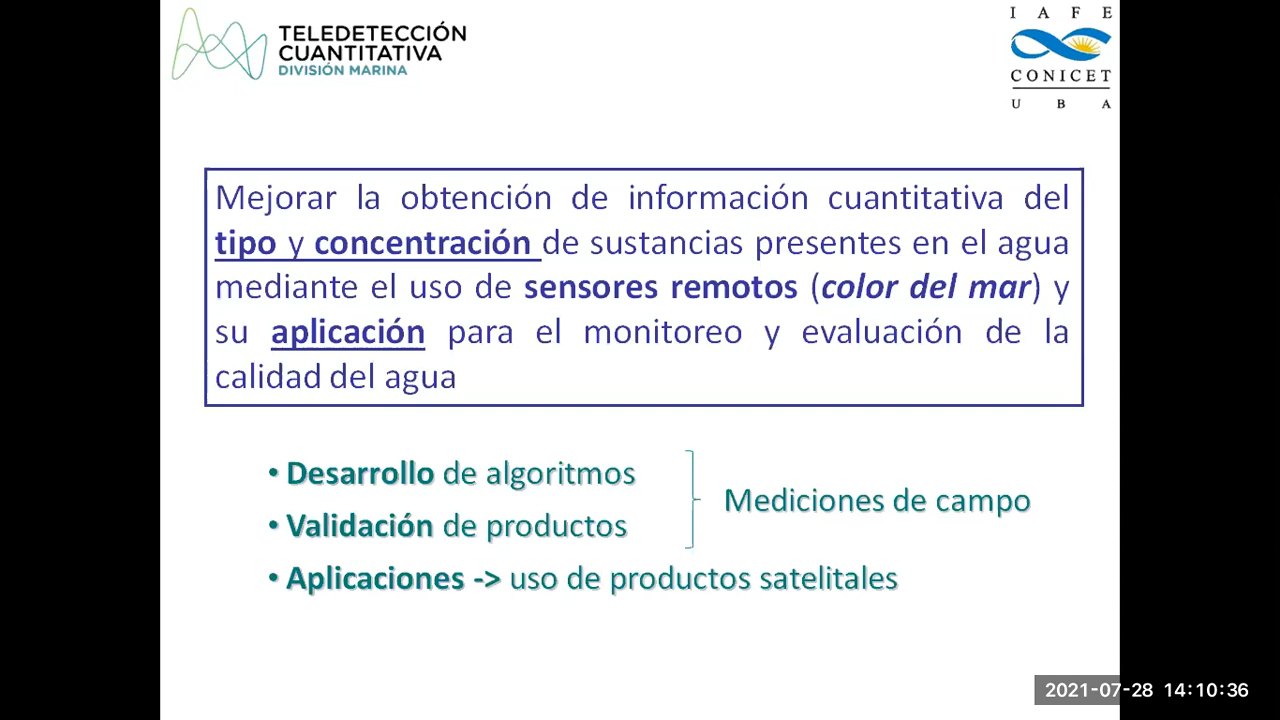 TELEDETECCIÓN
CUANTITATIVA
DIVISIÓN MARINA
I A F E
CONICET
U B A
Mejorar la obtención de información cuantitativa del
tipo y concentración de sustancias presentes en el agua
mediante el uso de sensores remotos (color del mar) y
su aplicación para el monitoreo y evaluación de la
calidad del agua
• Desarrollo de algoritmos
• Validación de productos
Mediciones de campo
• Aplicaciones -> uso de productos satelitales
2021-07-28 14:10:36